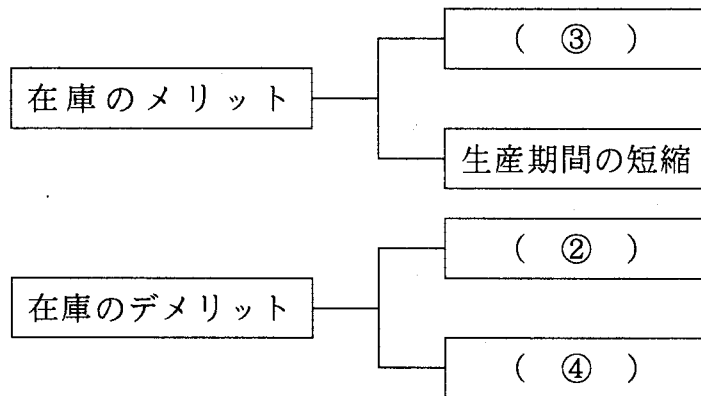 ( ③ )
在庫のメリット
生産期間の短縮
( ② )
在庫のデメリット
( ④ )